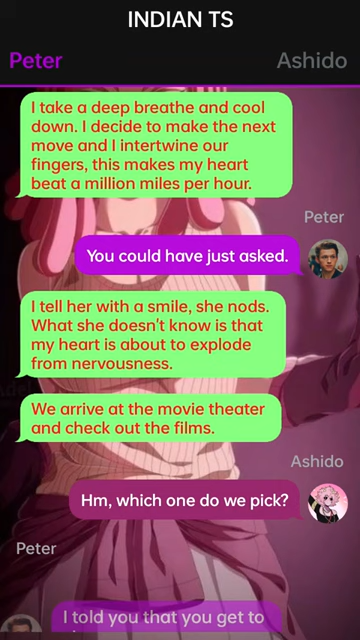 INDIAN TS
Peter
Ashido
I take a deep breathe and cool
down. I decide to make the next
move and I intertwine our
fingers, this makes my heart
beat a million miles per hour.
Peter
You could have just asked.
I tell her with a smile, she nods.
What she doesn't know is that
my heart is about to explode
from nervousness.
We arrive at the movie theater
and check out the films.
Ashido
Hm, which one do we pick?
Peter
I told you that you get to